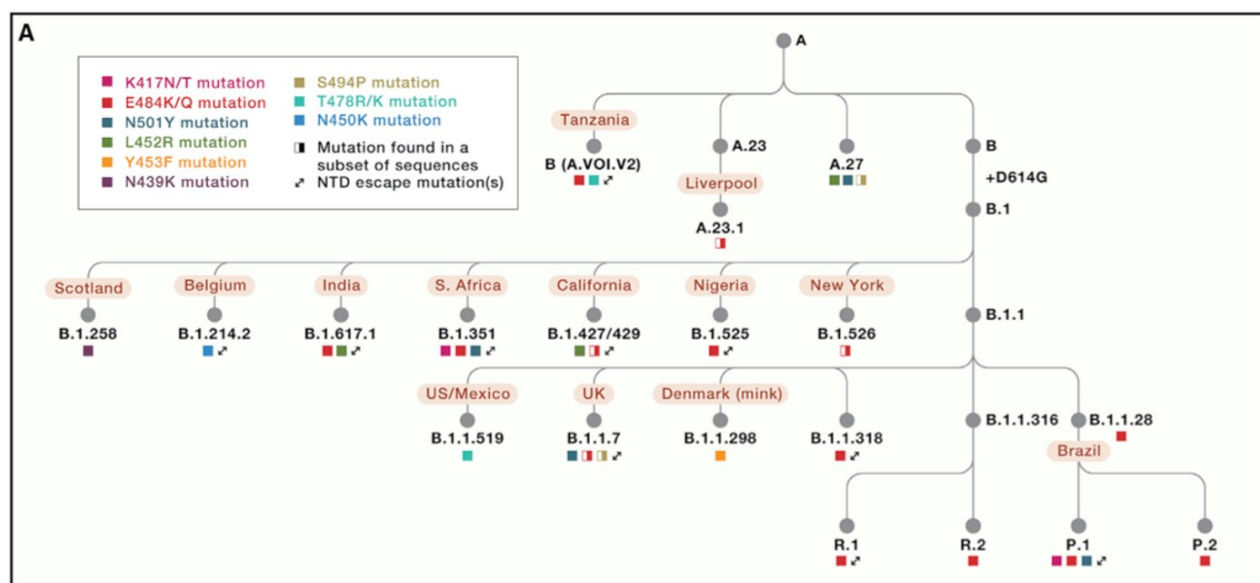 A
A
K417N/T mutation
E484K/Q mutation
N501Y mutation
L452R mutation
Y453F mutation
N439K mutation
S494P mutation
T478R/K mutation
N450K mutation
Mutation found in a
subset of sequences
NTD escape mutation(s)
Tanzania
B (A.VOI.V2)
A.23
Liverpool
A.23.1
A.27
B
+D614G
B.1
Scotland
B.1.258
Belgium
B.1.214.2
India
B.1.617.1
S. Africa
B.1.351
California
B.1.427/429
Nigeria
B.1.525
New York
B.1.526
B.1.1
US/Mexico
B.1.1.519
UK
B.1.1.7
Denmark (mink)
B.1.1.298
B.1.1.318
B.1.1.316
B.1.1.28
Brazil
R.1
R.2
P.1
P.2